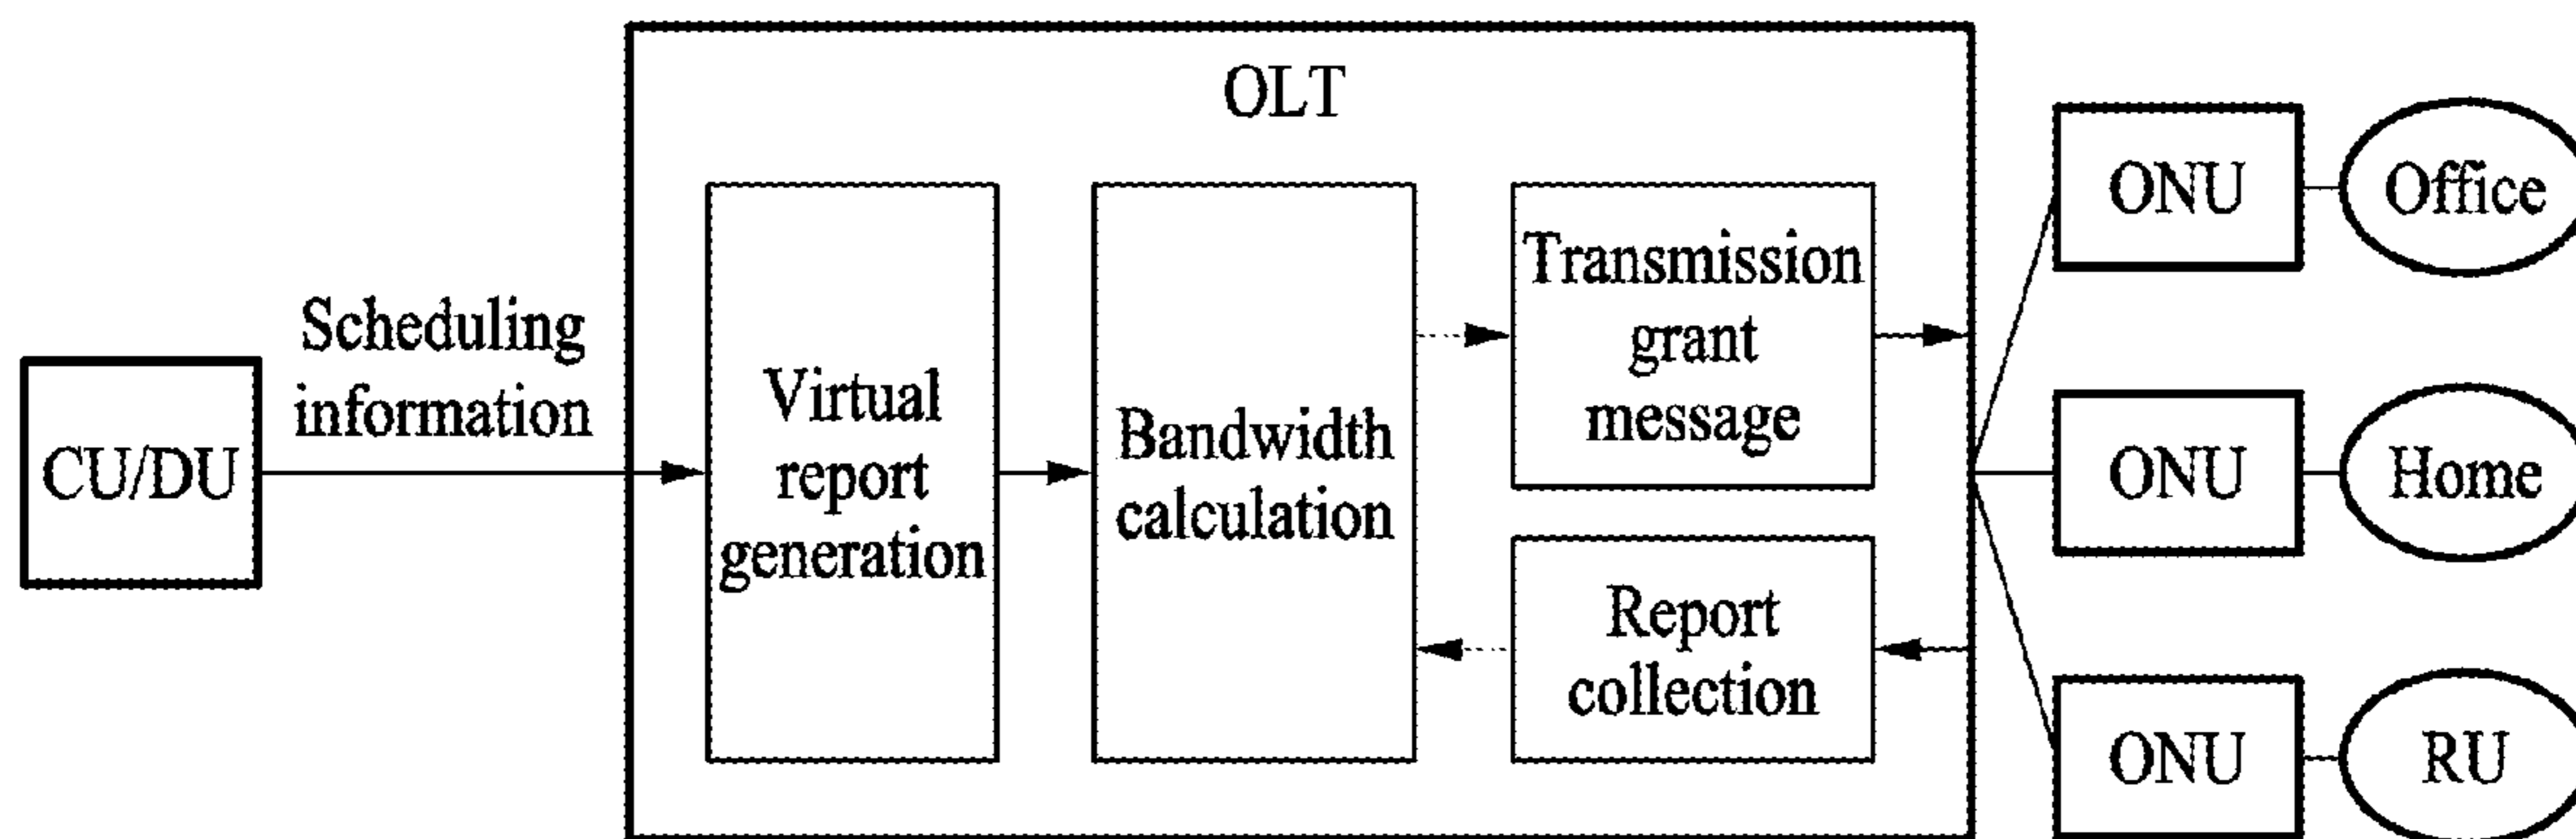 OLT
Scheduling
information
CU/DU
Virtual
report
generation
Bandwidth
calculation
Transmission
grant
message
Report
collection
ONU
Office
ONU
Home
ONU
RU